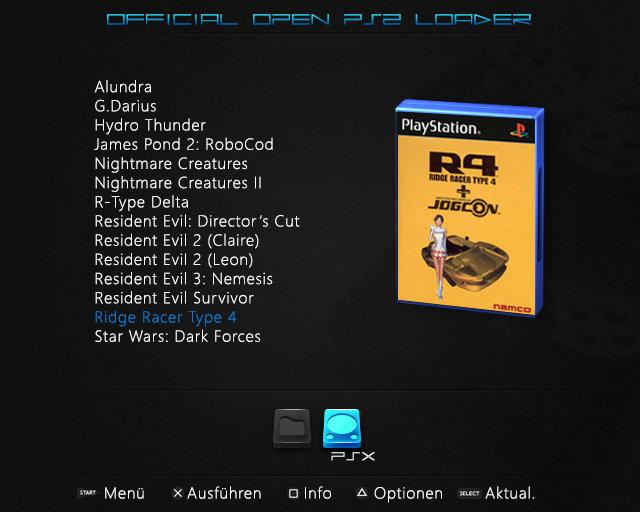 OFFICIAL OPEN PS2 LOADER
Alundra
G.Darius
Hydro Thunder
James Pond 2: RoboCod
Nightmare Creatures
Nightmare Creatures II
R-Type Delta
Resident Evil: Director's Cut
Resident Evil 2 (Claire)
Resident Evil 2 (Leon)
Resident Evil 3: Nemesis
Resident Evil Survivor
Ridge Racer Type 4
Star Wars: Dark Forces
PlayStation.
R4
RIDGE RACER TYPE 4
+
JOGCON
namco
PSX
START Menü Ausführen Info Optionen SELECT Aktual.